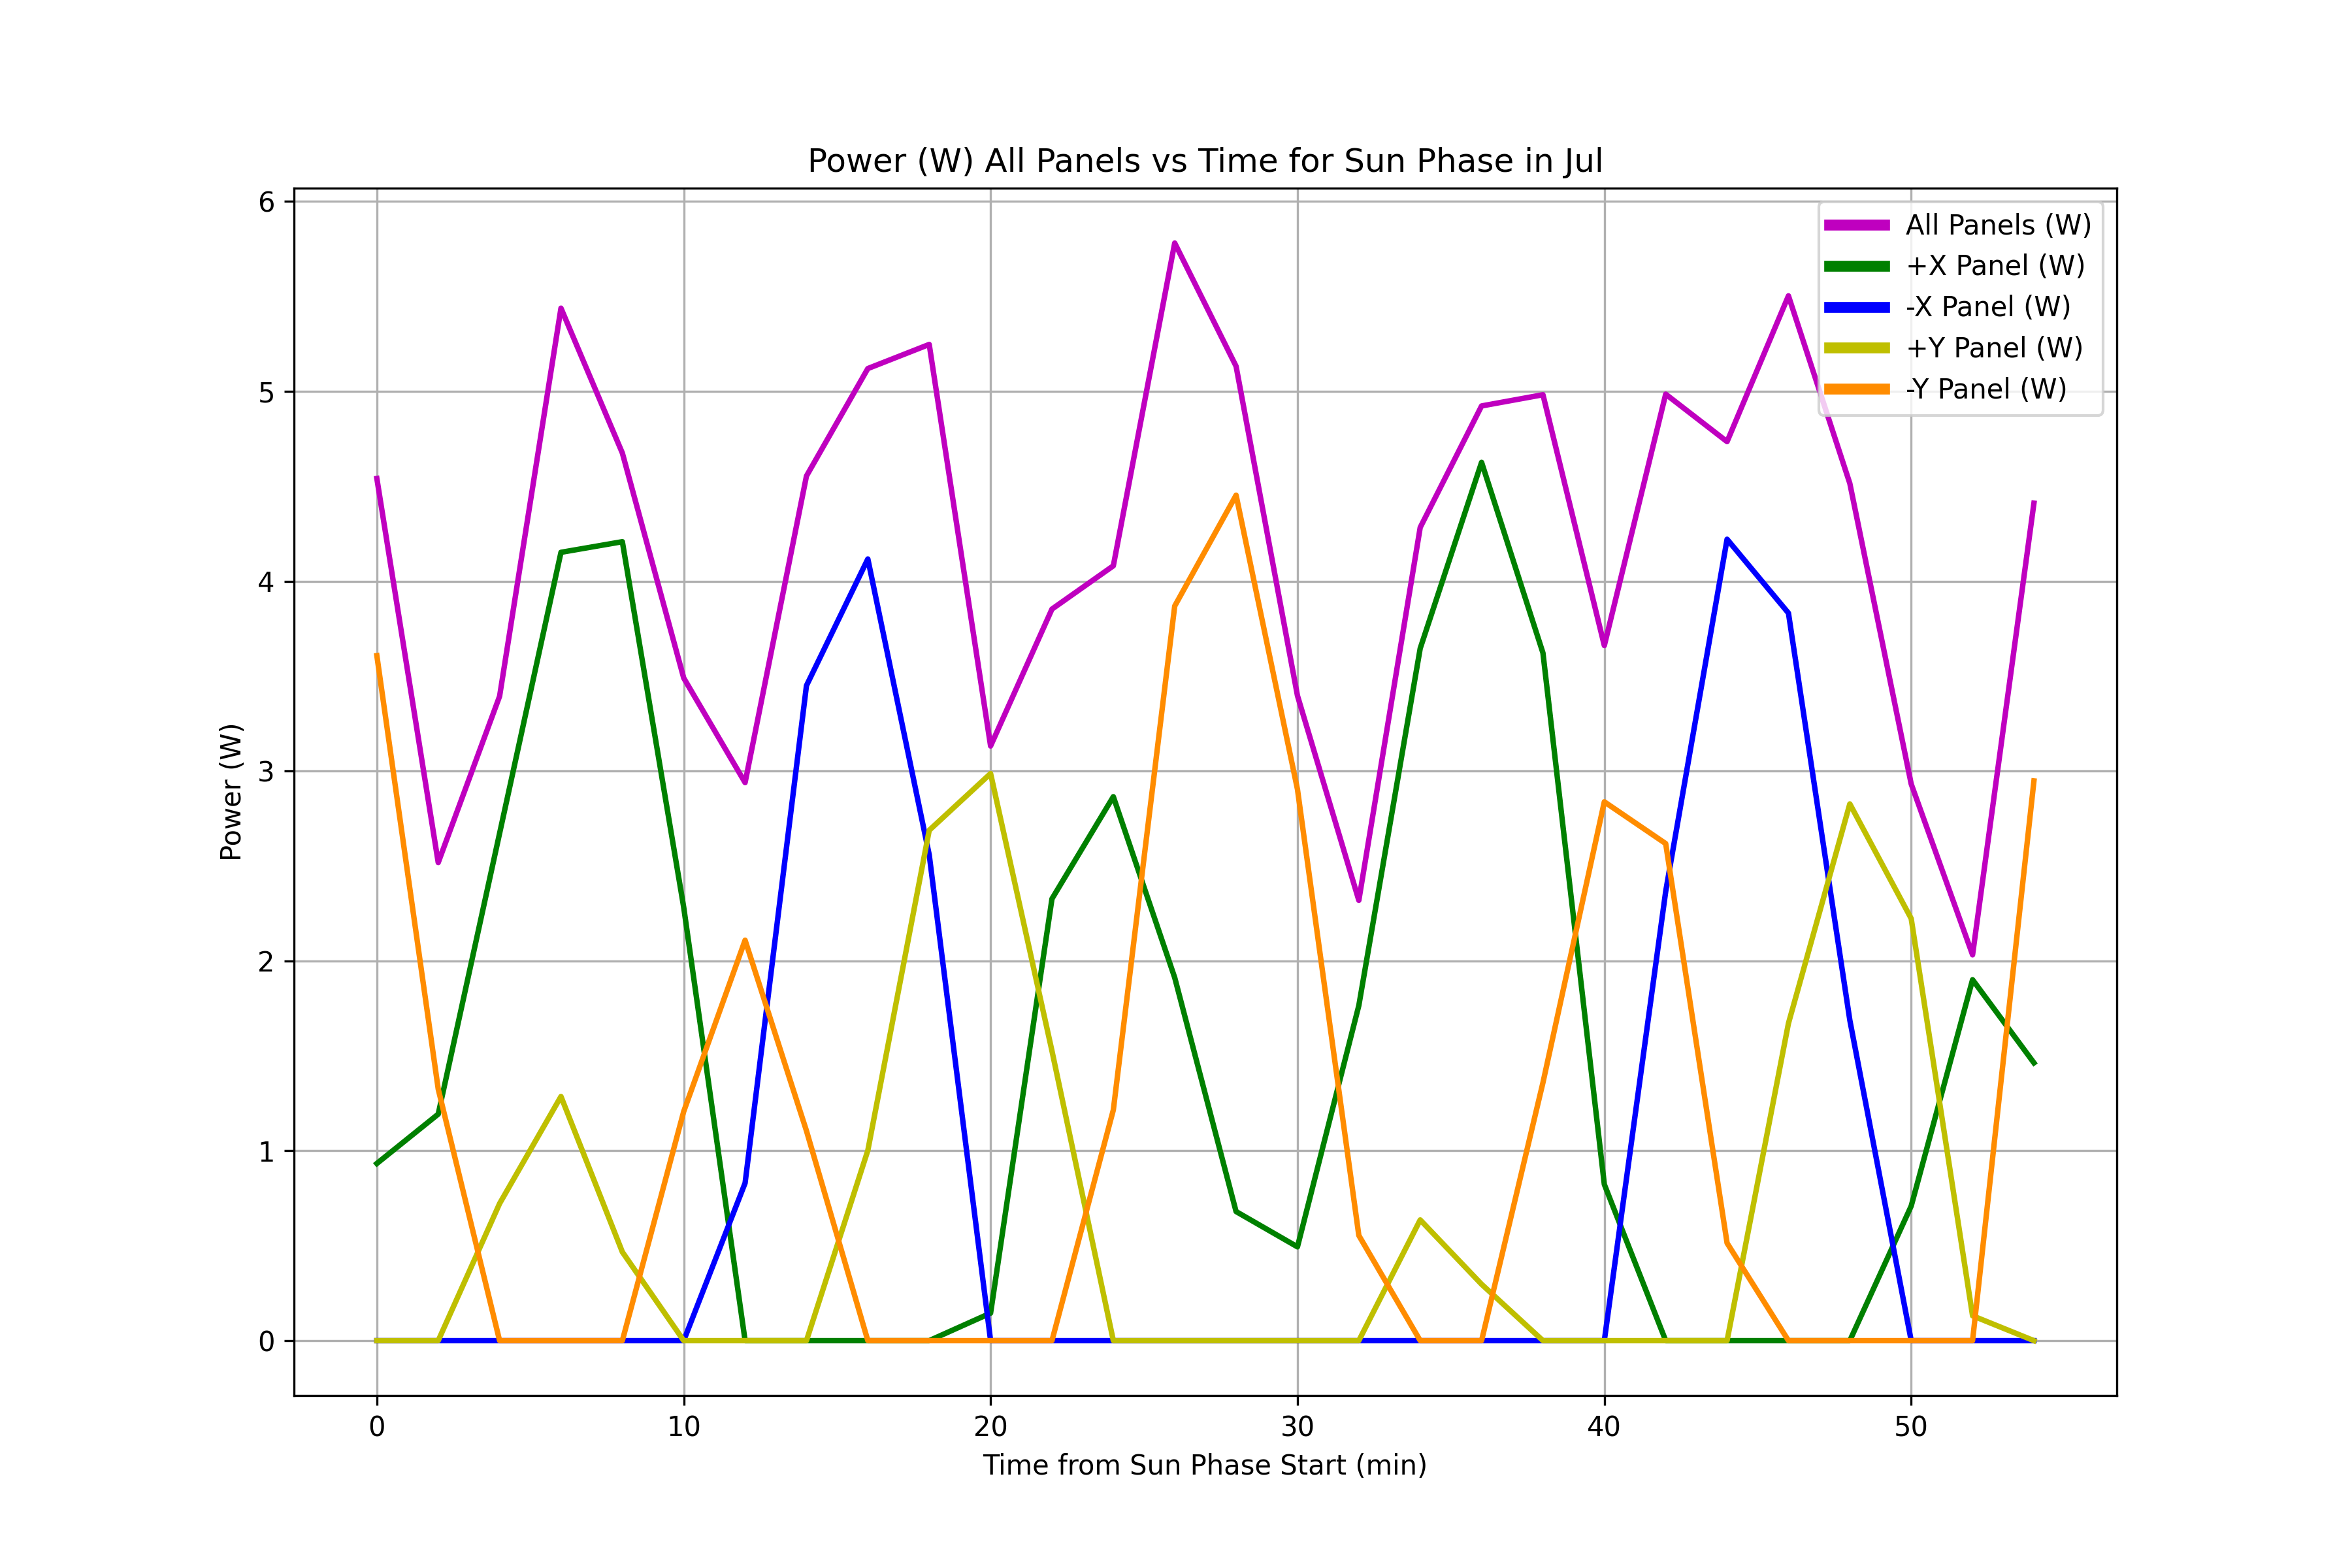 Power (W) All Panels vs Time for Sun Phase in Jul
6
5
4
3
2
1
0
Power (W)
All Panels (W)
+X Panel (W)
-X Panel (W)
+Y Panel (W)
-Y Panel (W)
0 10 20 30 40 50
Time from Sun Phase Start (min)